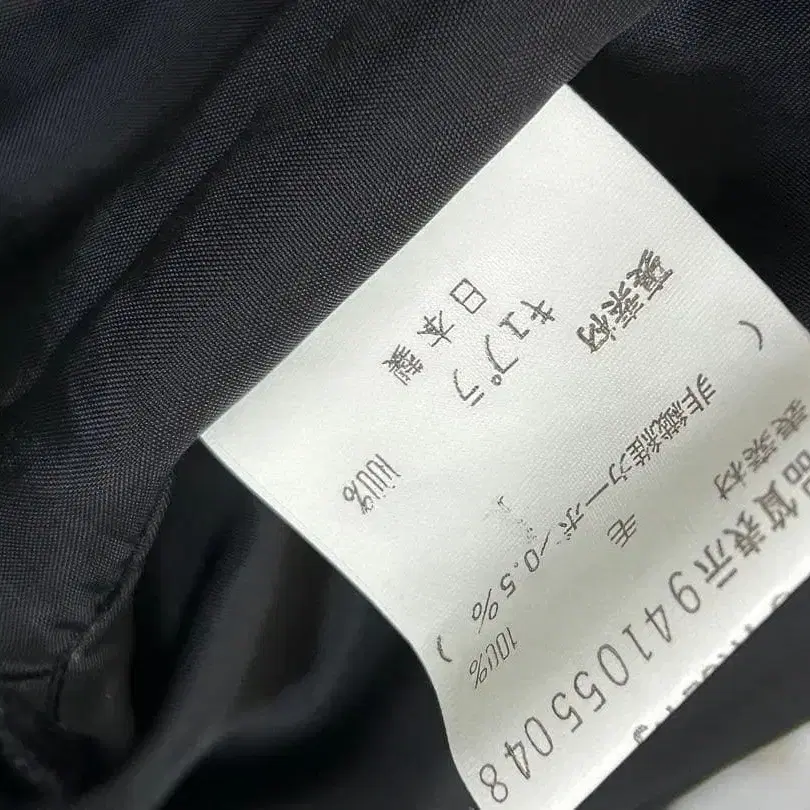 品質表示941055048
表素材
毛 100%
(非繊維カーボン0.5%)
裏素材
キュプラ 100%
日本製